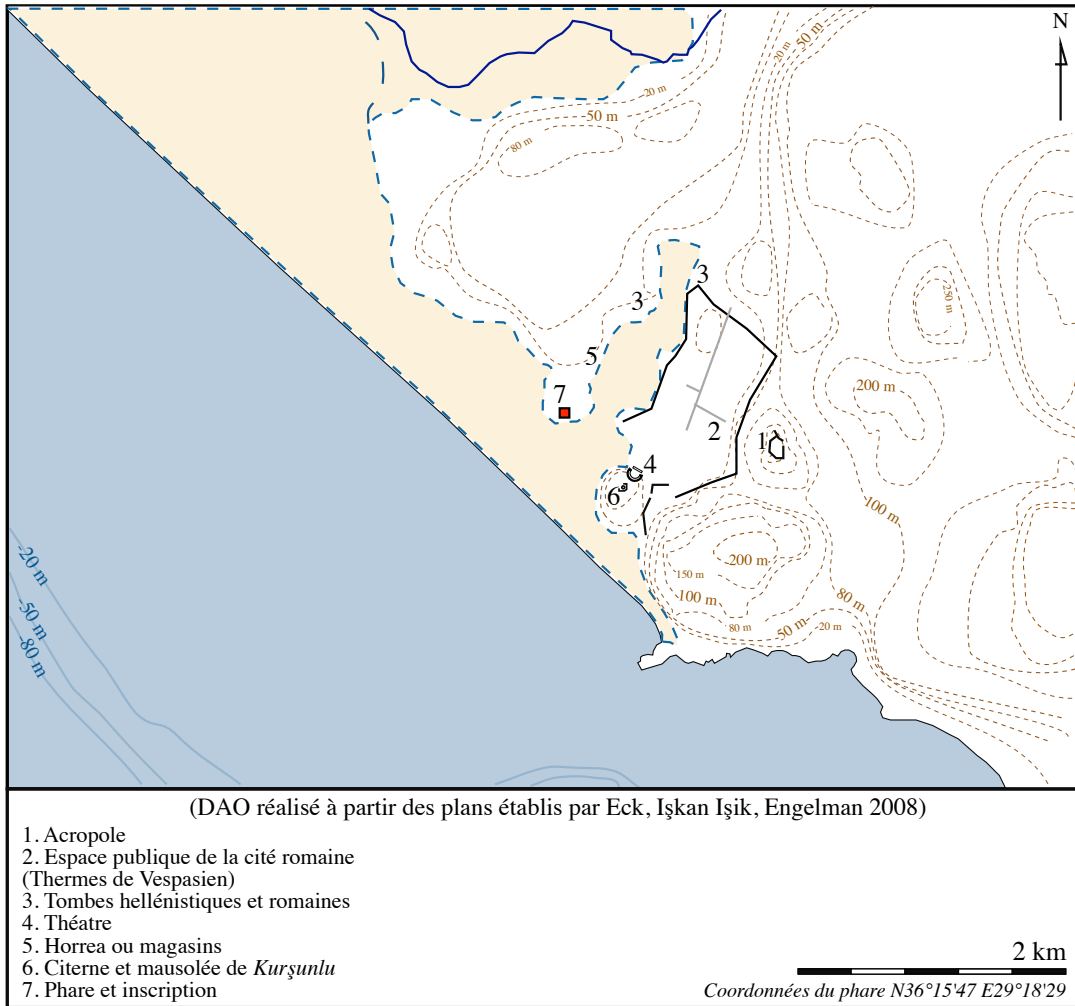 N
20 m
50 m
-20 m
50 m
80 m
250 m
3
3
5
7
200 m
2
1
4
6
100 m
200 m
150 m
100 m
80 m
80 m
50 m
-20 m
-20 m
-50 m
-80 m
(DAO réalisé à partir des plans établis par Eck, Işkan Işik, Engelman 2008)
1. Acropole
2. Espace publique de la cité romaine
(Thermes de Vespasien)
3. Tombes hellénistiques et romaines
4. Théatre
5. Horrea ou magasins
6. Citerne et mausolée de Kurşunlu
7. Phare et inscription
2 km
Coordonnées du phare N36°15'47 E29°18'29